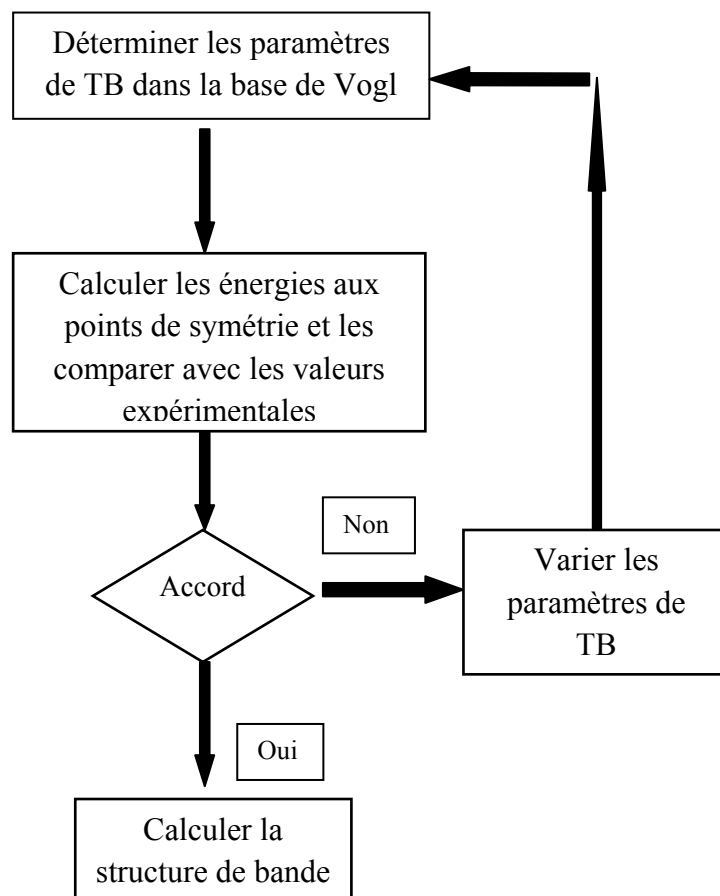 Déterminer les paramètres
de TB dans la base de Vogl
Calculer les énergies aux
points de symétrie et les
comparer avec les valeurs
expérimentales
Non
Accord
Varier les
paramètres de
TB
Oui
Calculer la
structure de bande